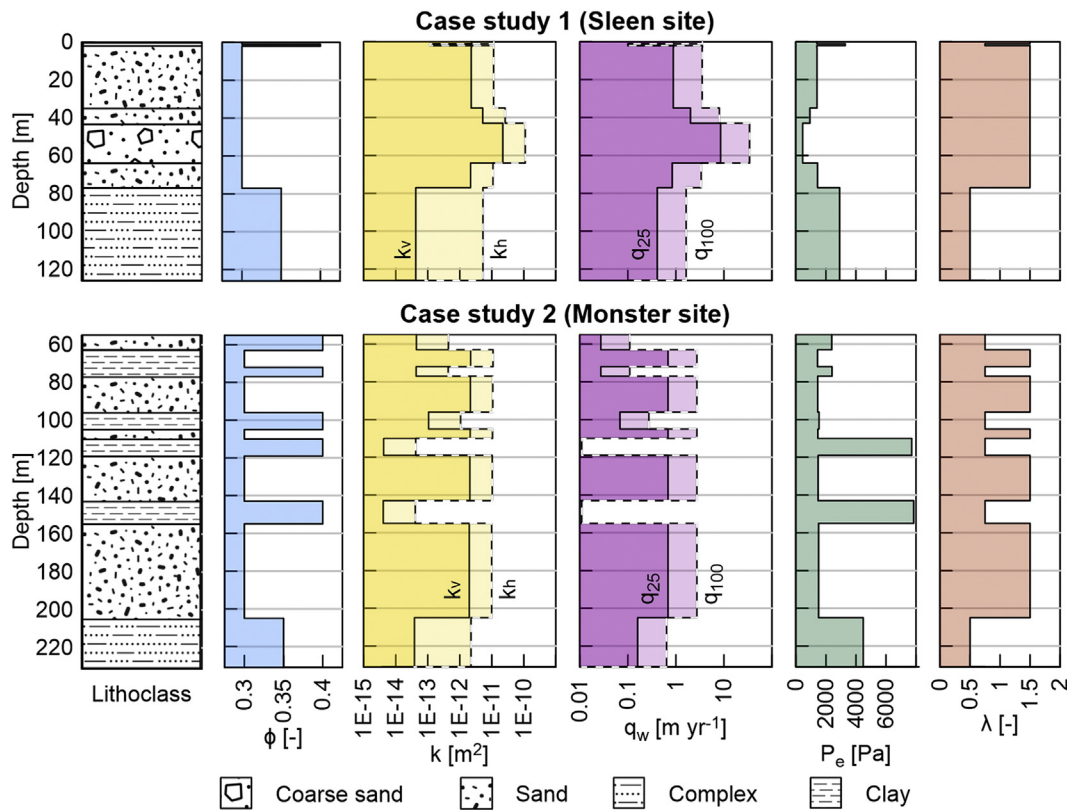 Case study 1 (Sleen site)
0
20
40
60
80
100
120
Depth [m]
kv
kh
q25
q100
Case study 2 (Monster site)
60
80
100
120
140
160
180
200
220
Depth [m]
kv
kh
q25
q100
Lithoclass
0.3
0.35
0.4
ϕ [-]
1E-15
1E-14
1E-13
1E-12
1E-11
1E-10
k [m²]
0.01
0.1
1
10
q_w [m yr⁻¹]
0
2000
4000
6000
P_e [Pa]
0
0.5
1
1.5
2
λ [-]
Coarse sand
Sand
Complex
Clay